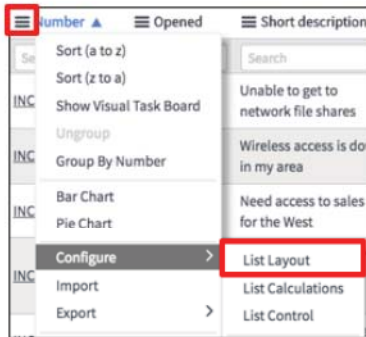 Number ▲ Opened Short description
Search
Sort (a to z)
Sort (z to a)
Show Visual Task Board
Ungroup
Group By Number
Bar Chart
Pie Chart
Configure >
Import
Export >
List Layout
List Calculations
List Control
INC
Unable to get to
network file shares
INC
Wireless access is do
in my area
INC
Need access to sales
for the West
INC